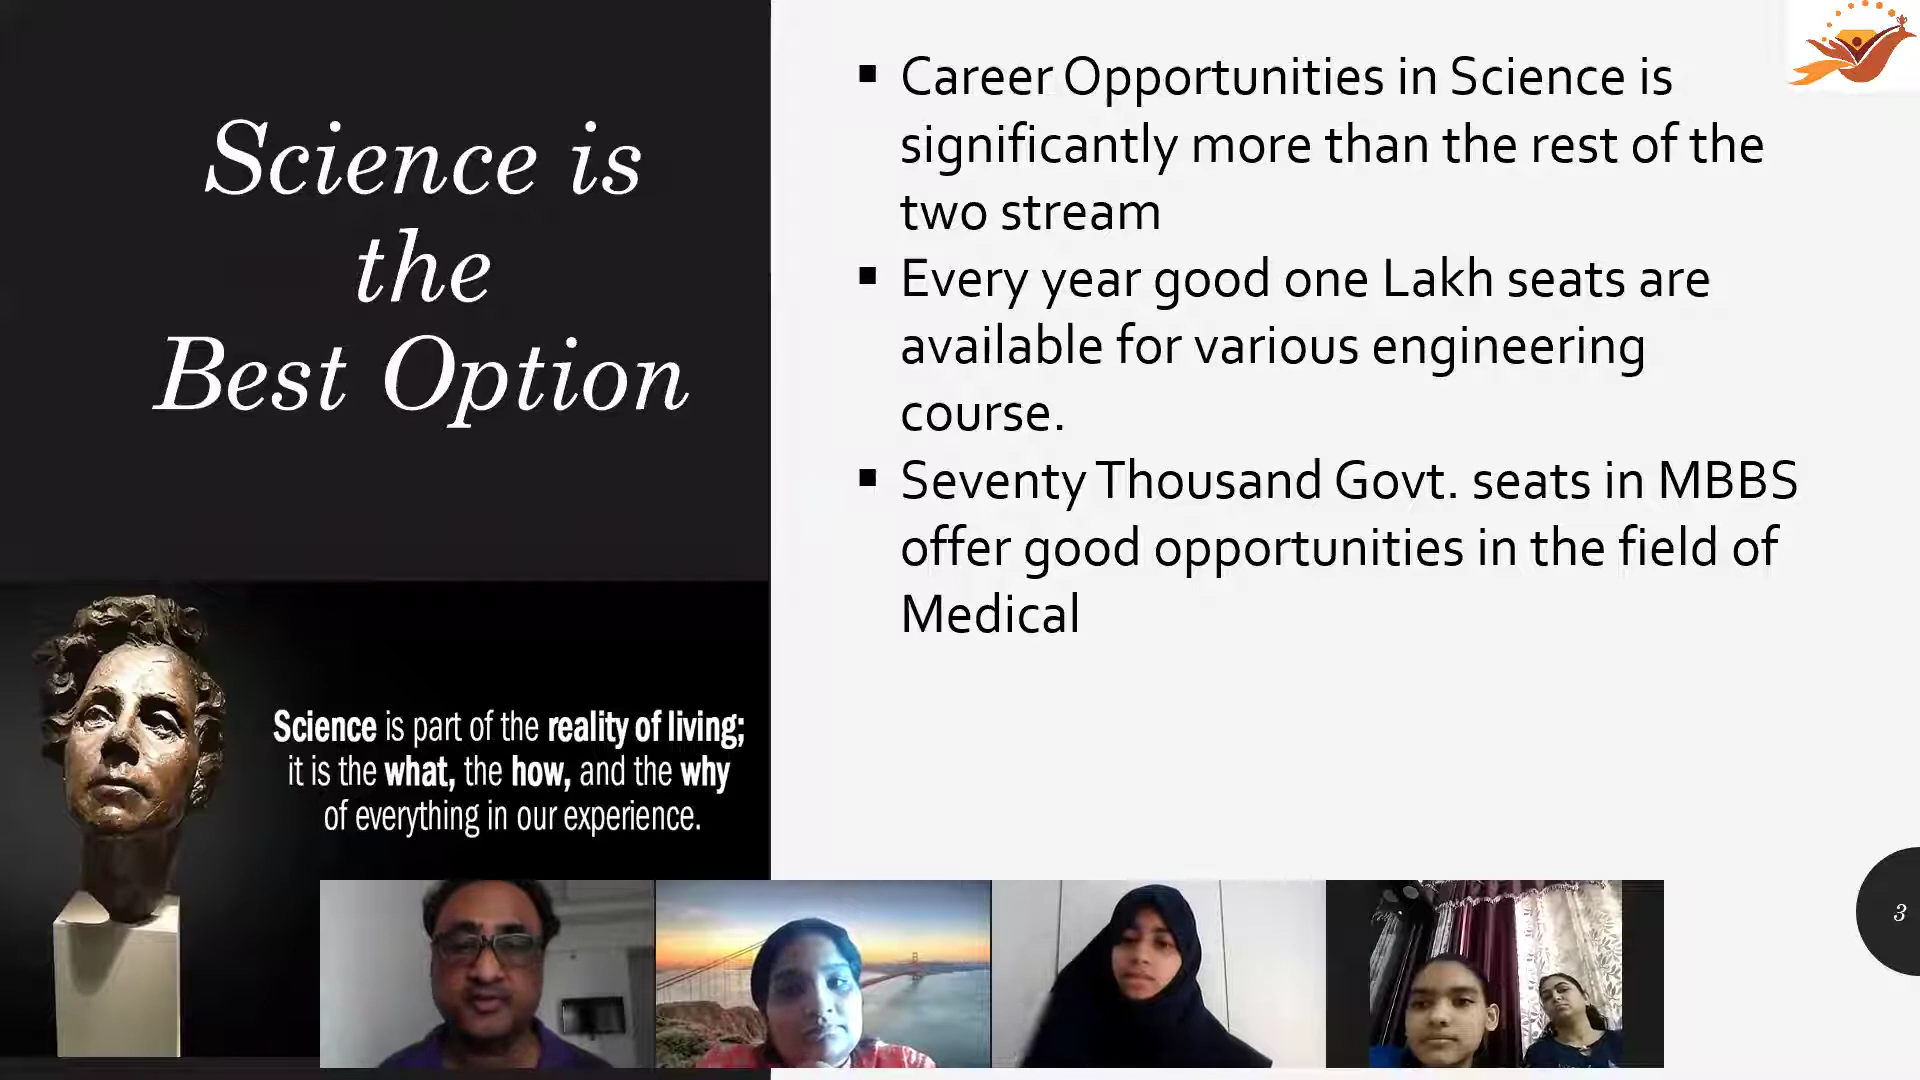 Science is
the
Best Option
Science is part of the reality of living;
it is the what, the how, and the why
of everything in our experience.
▪ Career Opportunities in Science is
significantly more than the rest of the
two stream
▪ Every year good one Lakh seats are
available for various engineering
course.
▪ Seventy Thousand Govt. seats in MBBS
offer good opportunities in the field of
Medical
3